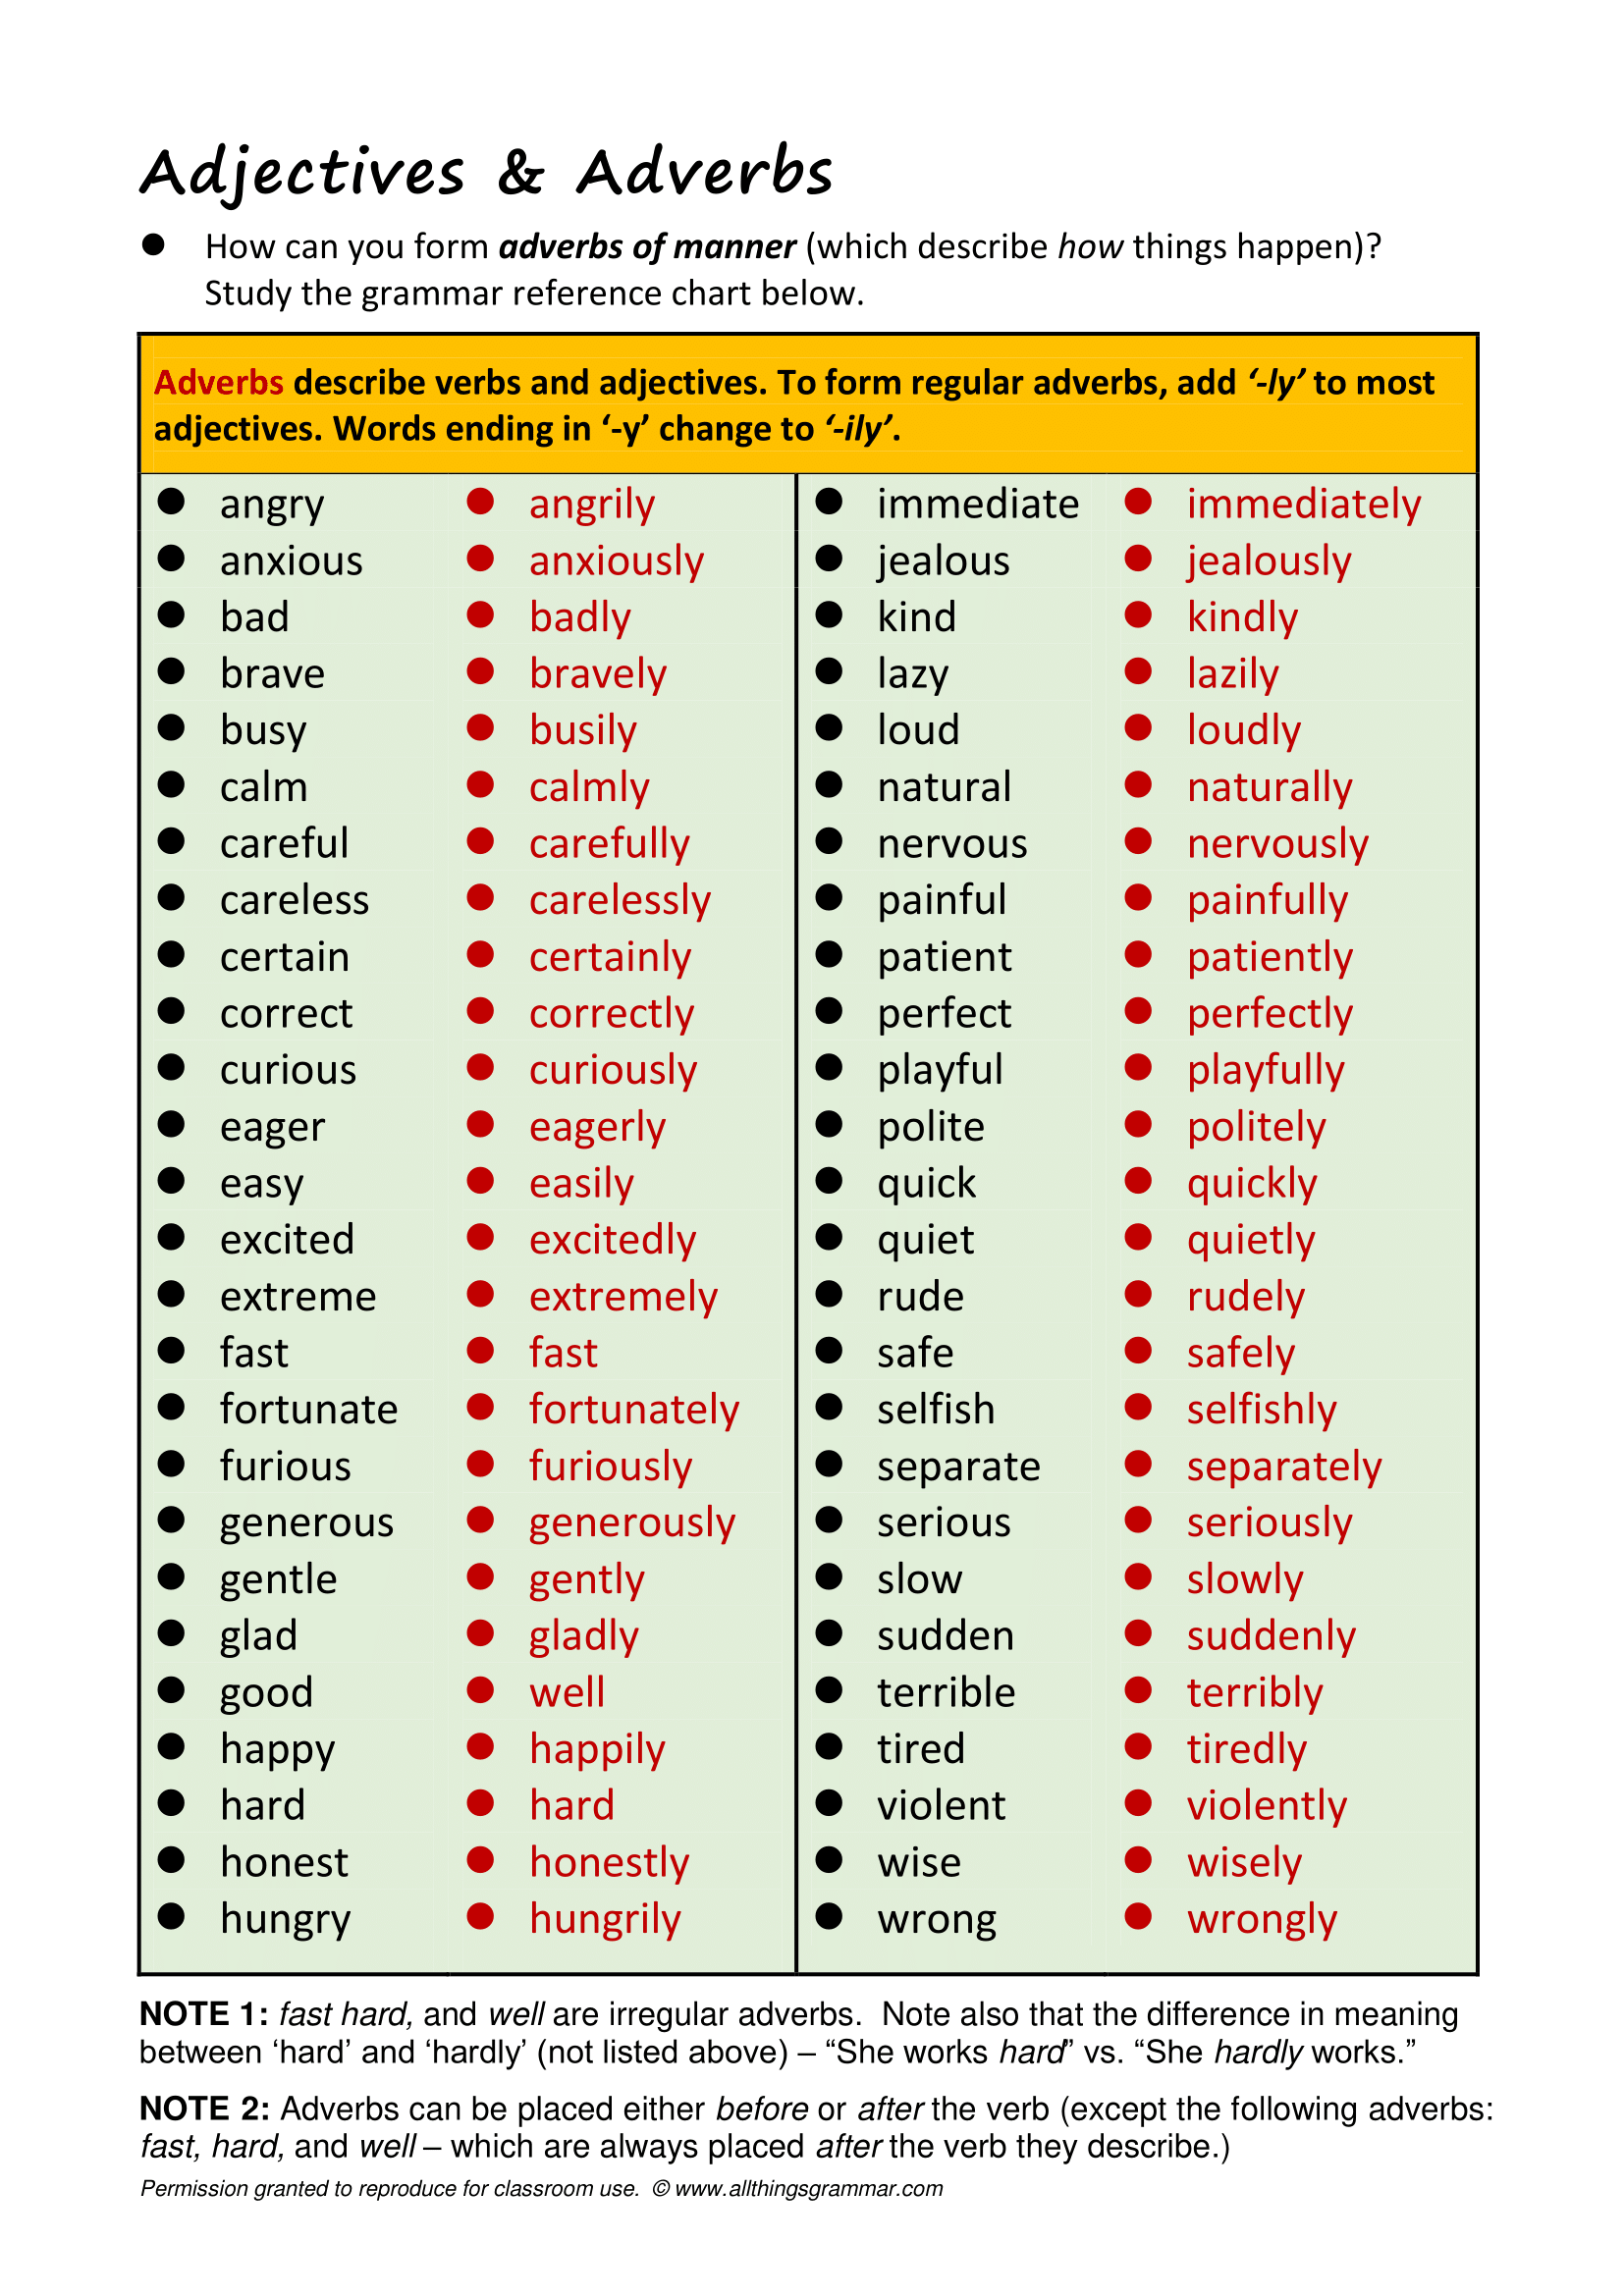 Adjectives & Adverbs
● How can you form adverbs of manner (which describe how things happen)?
Study the grammar reference chart below.
Adverbs describe verbs and adjectives. To form regular adverbs, add ‘-ly’ to most
adjectives. Words ending in ‘-y’ change to ‘-ily’.
● angry ● angrily ● immediate ● immediately
● anxious ● anxiously ● jealous ● jealously
● bad ● badly ● kind ● kindly
● brave ● bravely ● lazy ● lazily
● busy ● busily ● loud ● loudly
● calm ● calmly ● natural ● naturally
● careful ● carefully ● nervous ● nervously
● careless ● carelessly ● painful ● painfully
● certain ● certainly ● patient ● patiently
● correct ● correctly ● perfect ● perfectly
● curious ● curiously ● playful ● playfully
● eager ● eagerly ● polite ● politely
● easy ● easily ● quick ● quickly
● excited ● excitedly ● quiet ● quietly
● extreme ● extremely ● rude ● rudely
● fast ● fast ● safe ● safely
● fortunate ● fortunately ● selfish ● selfishly
● furious ● furiously ● separate ● separately
● generous ● generously ● serious ● seriously
● gentle ● gently ● slow ● slowly
● glad ● gladly ● sudden ● suddenly
● good ● well ● terrible ● terribly
● happy ● happily ● tired ● tiredly
● hard ● hard ● violent ● violently
● honest ● honestly ● wise ● wisely
● hungry ● hungrily ● wrong ● wrongly
NOTE 1: fast hard, and well are irregular adverbs. Note also that the difference in meaning
between ‘hard’ and ‘hardly’ (not listed above) – “She works hard” vs. “She hardly works.”
NOTE 2: Adverbs can be placed either before or after the verb (except the following adverbs:
fast, hard, and well – which are always placed after the verb they describe.)
Permission granted to reproduce for classroom use. © www.allthingsgrammar.com